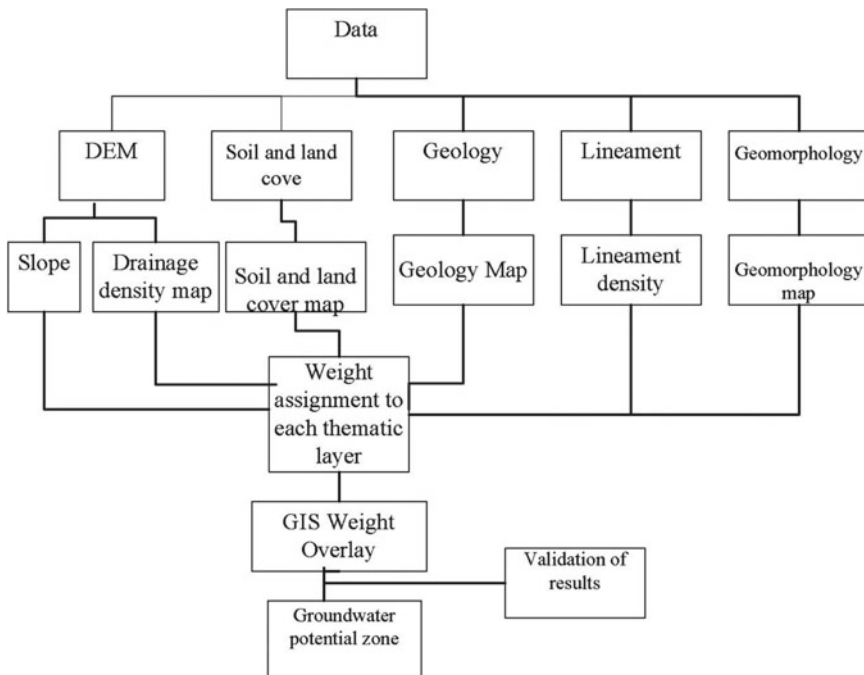 Data
DEM
Soil and land
cove
Geology
Lineament
Geomorphology
Slope
Drainage
density map
Soil and land
cover map
Geology Map
Lineament
density
Geomorphology
map
Weight
assignment to
each thematic
layer
GIS Weight
Overlay
Validation of
results
Groundwater
potential zone